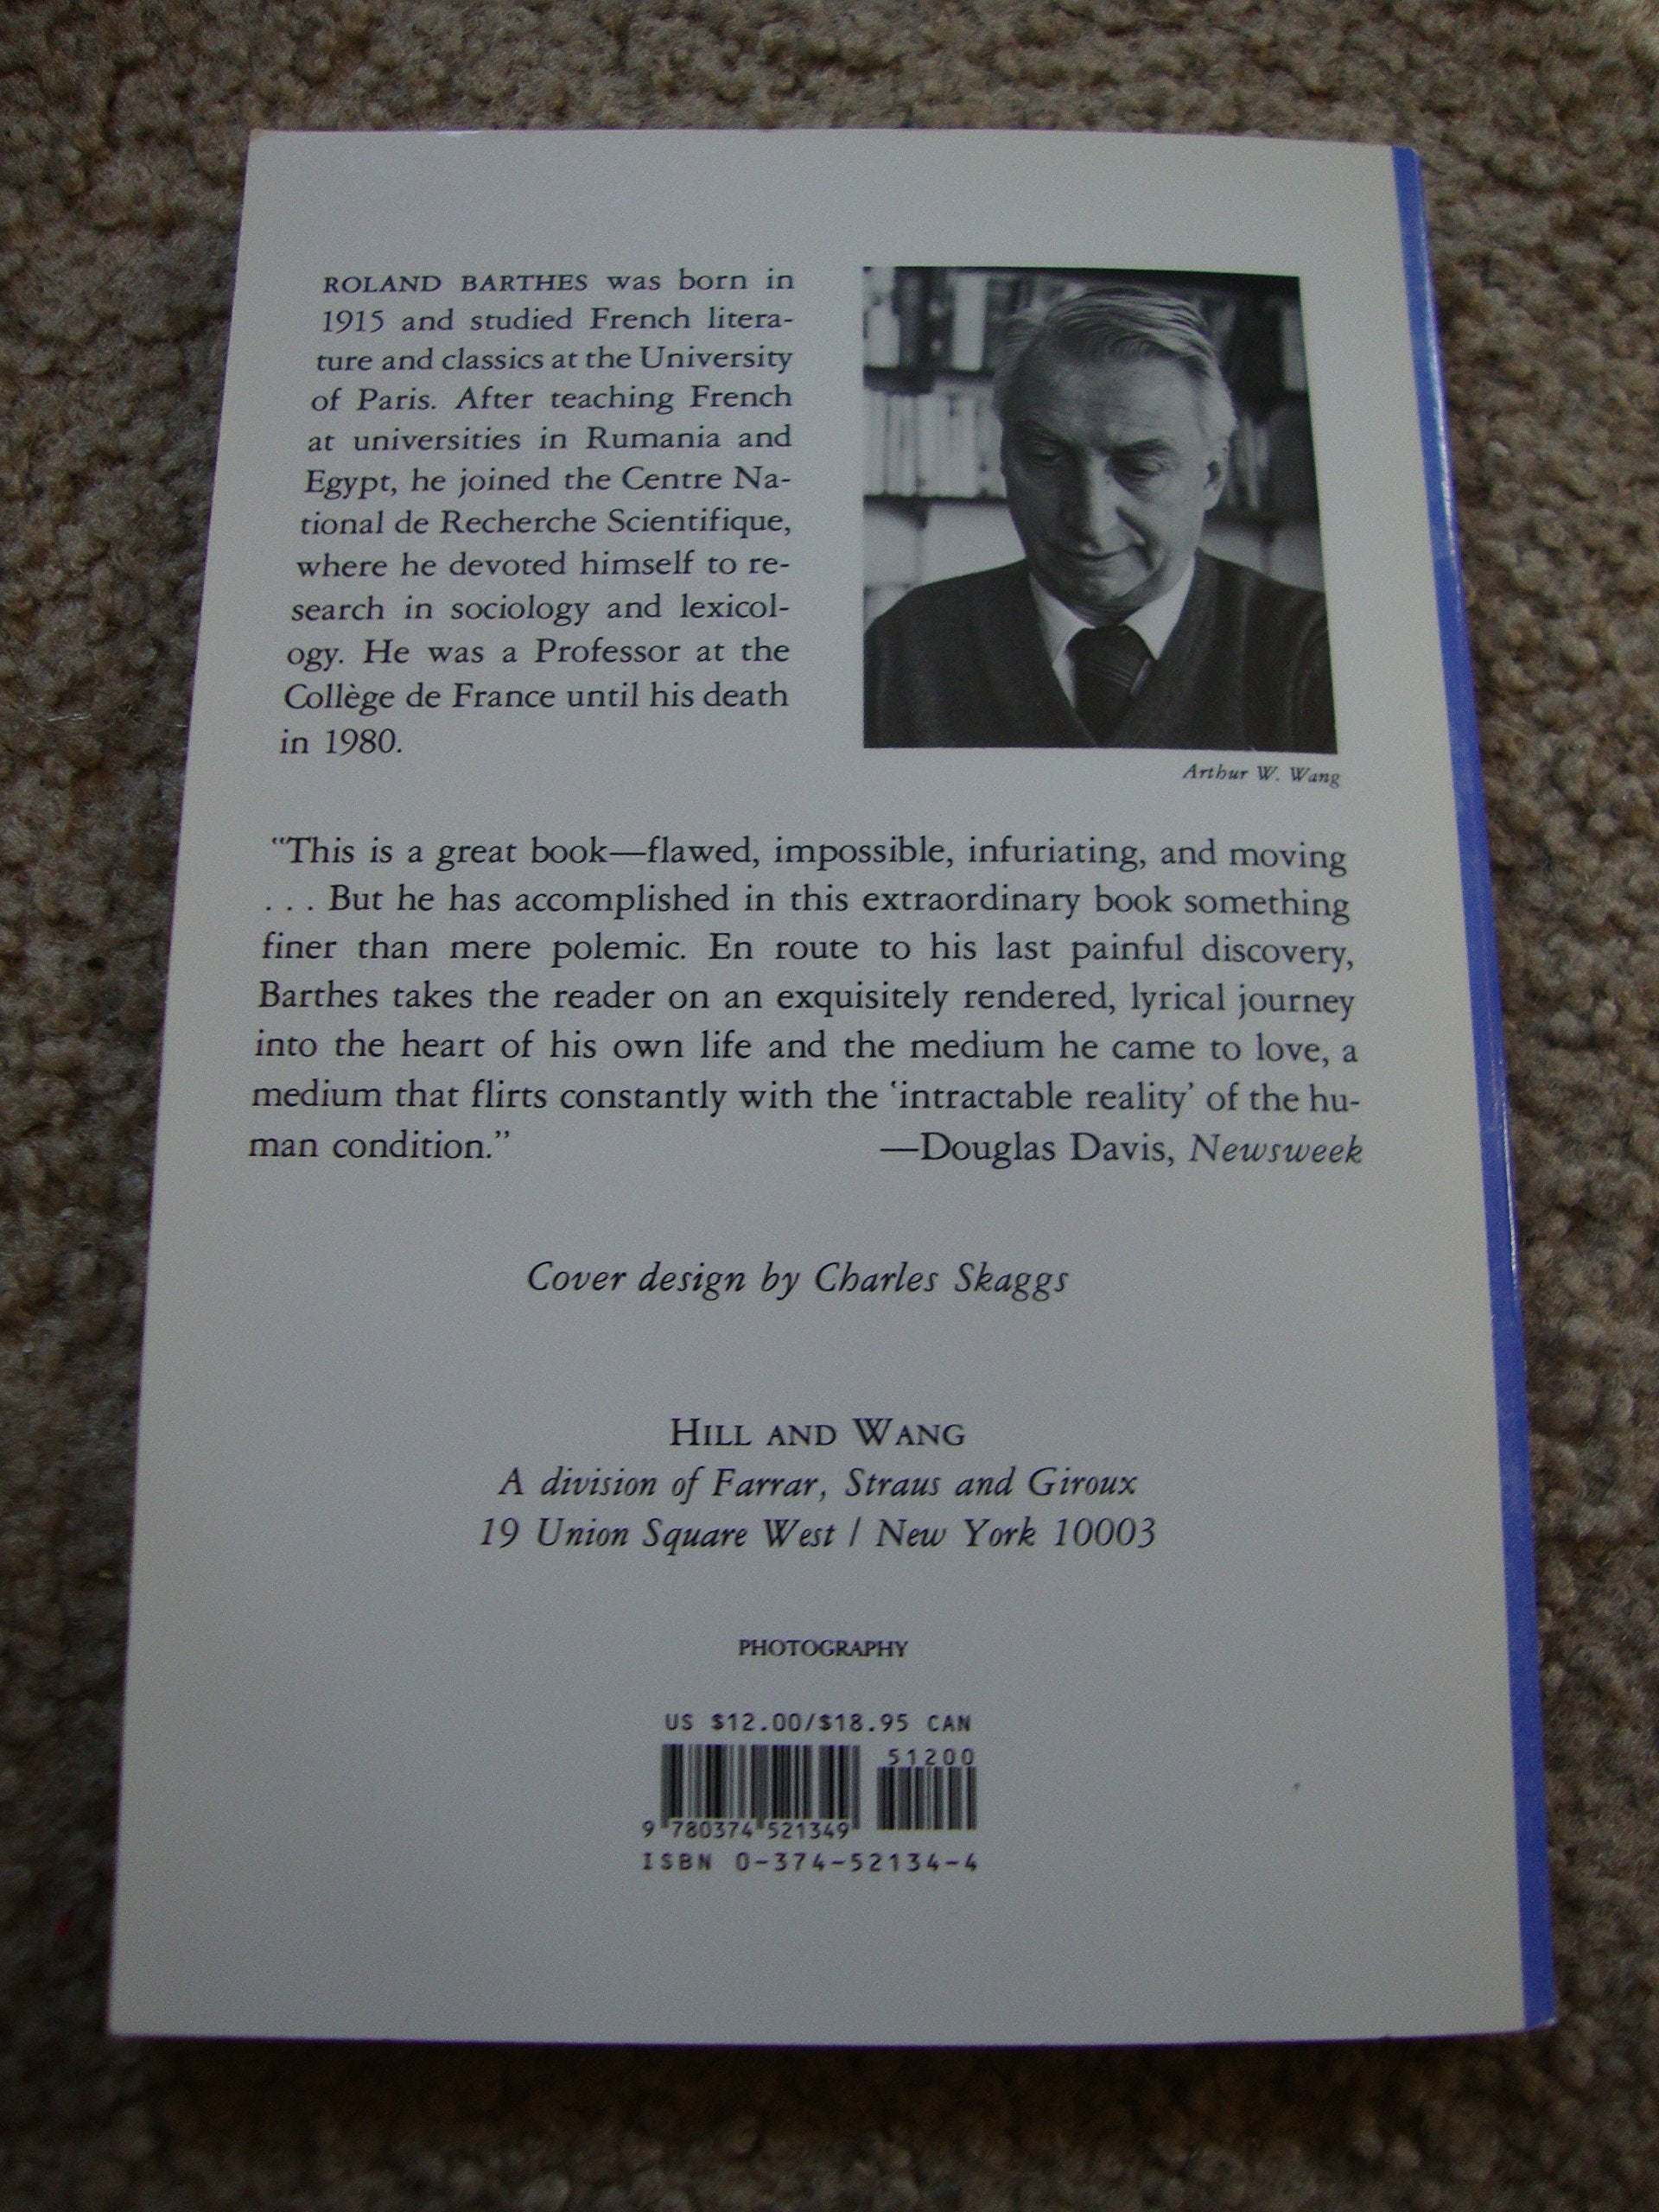 ROLAND BARTHES was born in
1915 and studied French litera-
ture and classics at the University
of Paris. After teaching French
at universities in Rumania and
Egypt, he joined the Centre Na-
tional de Recherche Scientifique,
where he devoted himself to re-
search in sociology and lexicol-
ogy. He was a Professor at the
Collège de France until his death
in 1980.
Arthur W. Wang
“This is a great book—flawed, impossible, infuriating, and moving
. . . But he has accomplished in this extraordinary book something
finer than mere polemic. En route to his last painful discovery,
Barthes takes the reader on an exquisitely rendered, lyrical journey
into the heart of his own life and the medium he came to love, a
medium that flirts constantly with the ‘intractable reality’ of the hu-
man condition.” —Douglas Davis, Newsweek
Cover design by Charles Skaggs
HILL AND WANG
A division of Farrar, Straus and Giroux
19 Union Square West / New York 10003
PHOTOGRAPHY
US $12.00/$18.95 CAN
51200
9 780374 521349
ISBN 0-374-52134-4